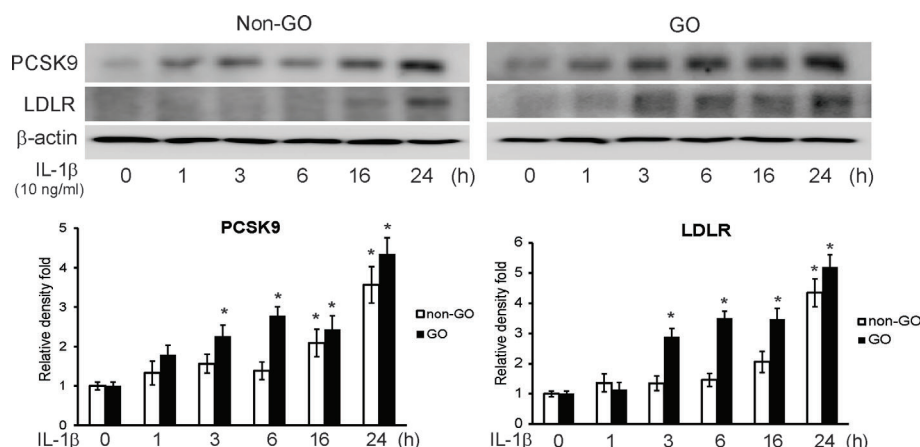 Non-GO GO
PCSK9
LDLR
β-actin
IL-1β 0 1 3 6 16 24 (h) 0 1 3 6 16 24 (h)
(10 ng/ml)
PCSK9
Relative density fold
5
4
3
2
1
0
* * * * * *
non-GO
GO
IL-1β 0 1 3 6 16 24 (h)
LDLR
Relative density fold
6
5
4
3
2
1
0
* * * * *
non-GO
GO
IL-1β 0 1 3 6 16 24 (h)